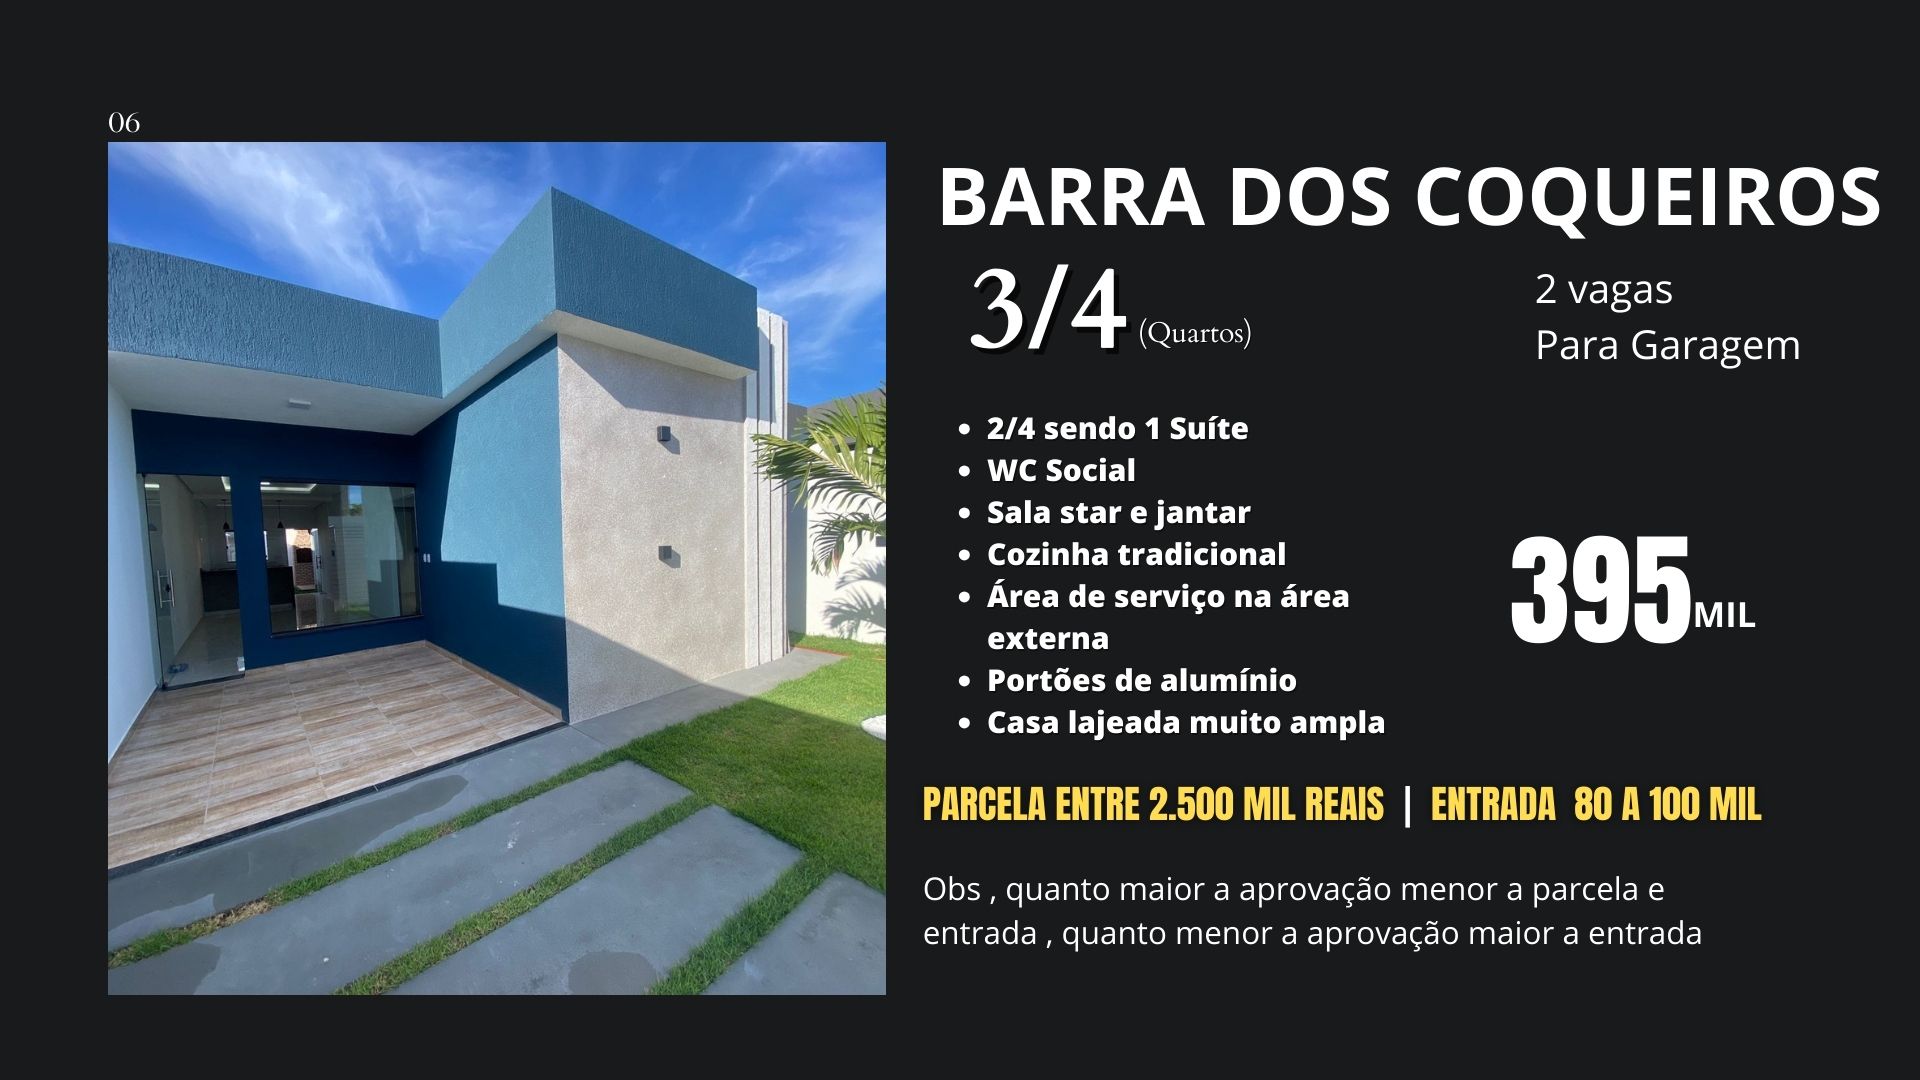 06
BARRA DOS COQUEIROS
3/4 (Quartos)
2 vagas
Para Garagem
• 2/4 sendo 1 Suíte
• WC Social
• Sala star e jantar
• Cozinha tradicional
• Área de serviço na área
externa
• Portões de alumínio
• Casa lajeada muito ampla
395 MIL
PARCELA ENTRE 2.500 MIL REAIS | ENTRADA 80 A 100 MIL
Obs , quanto maior a aprovação menor a parcela e
entrada , quanto menor a aprovação maior a entrada